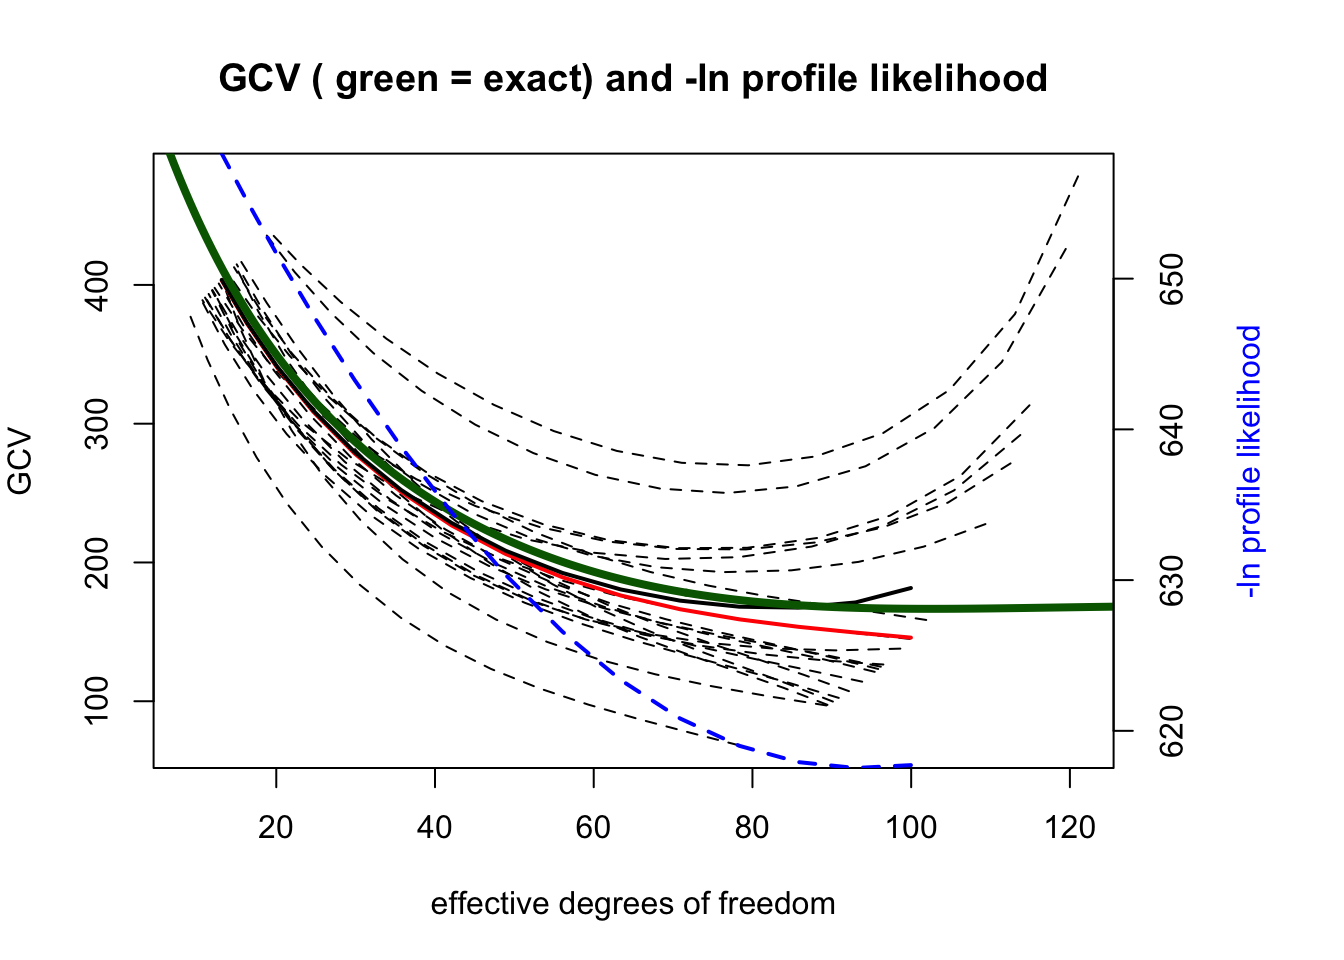 GCV ( green = exact) and -ln profile likelihood
400
300
200
100
GCV
650
640
630
620
-ln profile likelihood
20 40 60 80 100 120
effective degrees of freedom